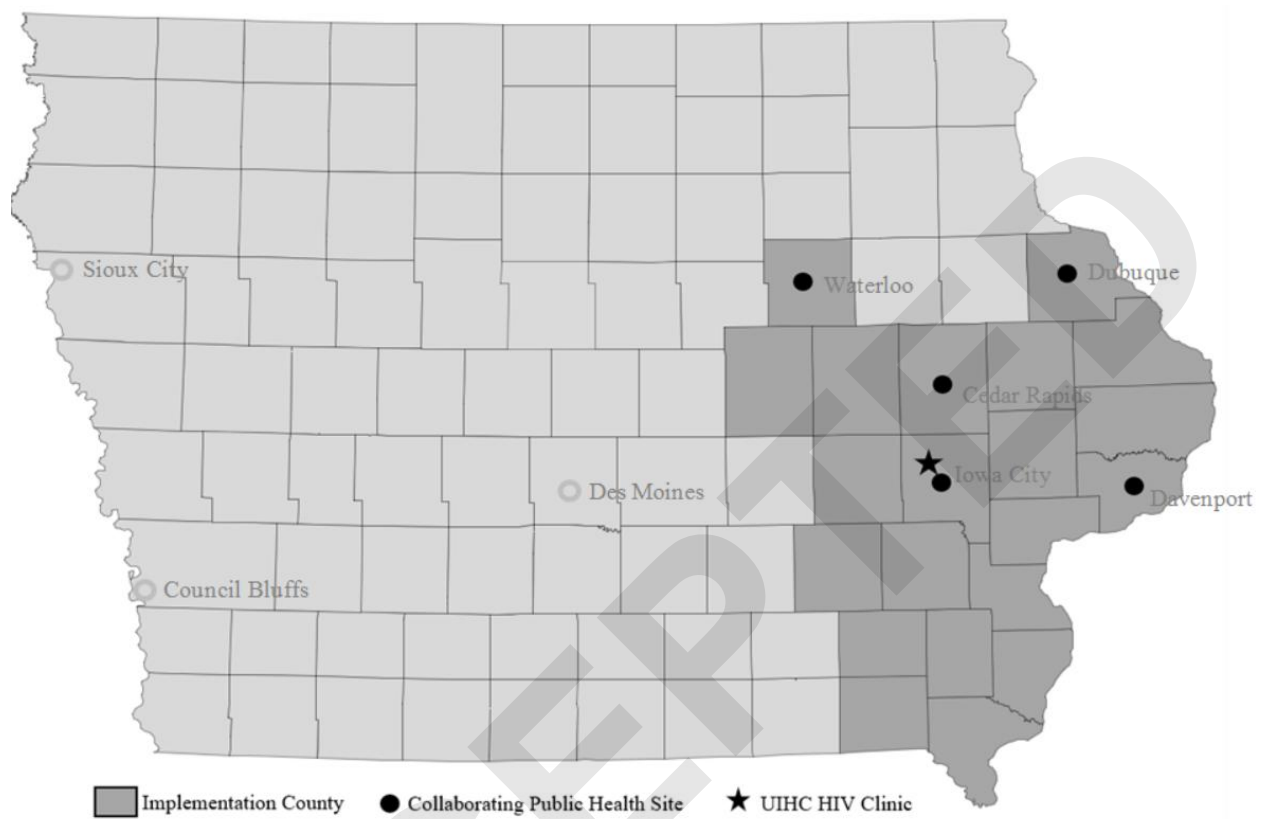 Sioux City
Waterloo
Dubuque
Cedar Rapids
Iowa City
Des Moines
Davenport
Council Bluffs
Implementation County
Collaborating Public Health Site
UIHC HIV Clinic
EPTED